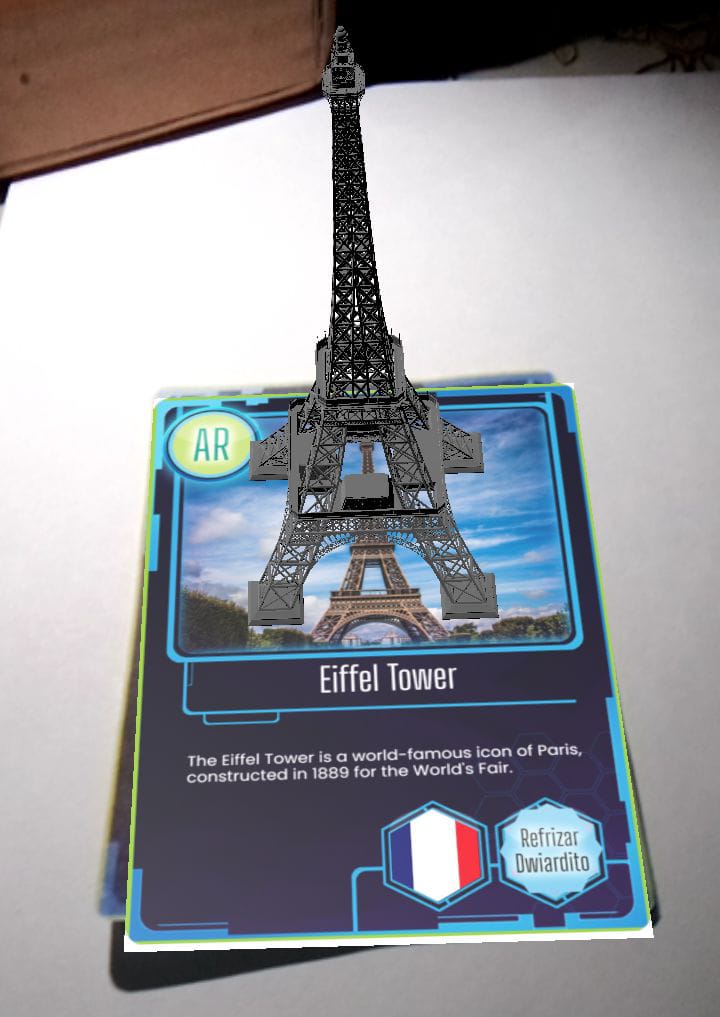 AR
Eiffel Tower
The Eiffel Tower is a world-famous icon of Paris,
constructed in 1889 for the World's Fair.
Refrizar
Dwiardito